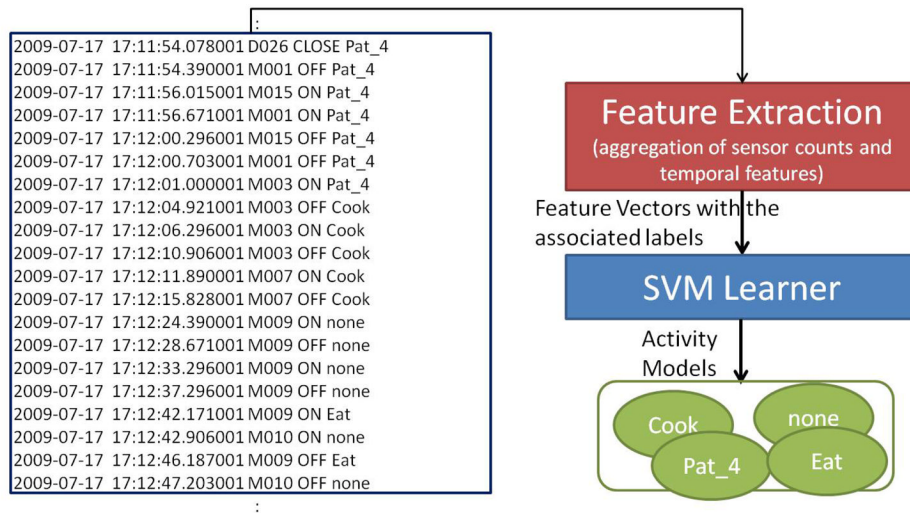 :
2009-07-17 17:11:54.078001 D026 CLOSE Pat_4
2009-07-17 17:11:54.390001 M001 OFF Pat_4
2009-07-17 17:11:56.015001 M015 ON Pat_4
2009-07-17 17:11:56.671001 M001 ON Pat_4
2009-07-17 17:12:00.296001 M015 OFF Pat_4
2009-07-17 17:12:00.703001 M001 OFF Pat_4
2009-07-17 17:12:01.000001 M003 ON Pat_4
2009-07-17 17:12:04.921001 M003 OFF Cook
2009-07-17 17:12:06.296001 M003 ON Cook
2009-07-17 17:12:10.906001 M003 OFF Cook
2009-07-17 17:12:11.890001 M007 ON Cook
2009-07-17 17:12:15.828001 M007 OFF Cook
2009-07-17 17:12:24.390001 M009 ON none
2009-07-17 17:12:28.671001 M009 OFF none
2009-07-17 17:12:33.296001 M009 ON none
2009-07-17 17:12:37.296001 M009 OFF none
2009-07-17 17:12:42.171001 M009 ON Eat
2009-07-17 17:12:42.906001 M010 ON none
2009-07-17 17:12:46.187001 M009 OFF Eat
2009-07-17 17:12:47.203001 M010 OFF none
:
Feature Extraction
(aggregation of sensor counts and
temporal features)
Feature Vectors with the
associated labels
SVM Learner
Activity
Models
Cook
none
Pat_4
Eat